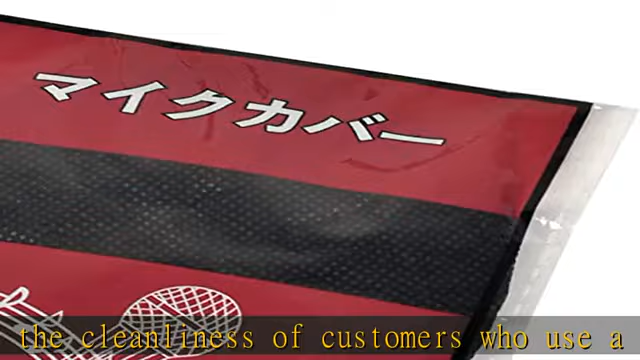 マイクカバー
the cleanliness of customers who use a